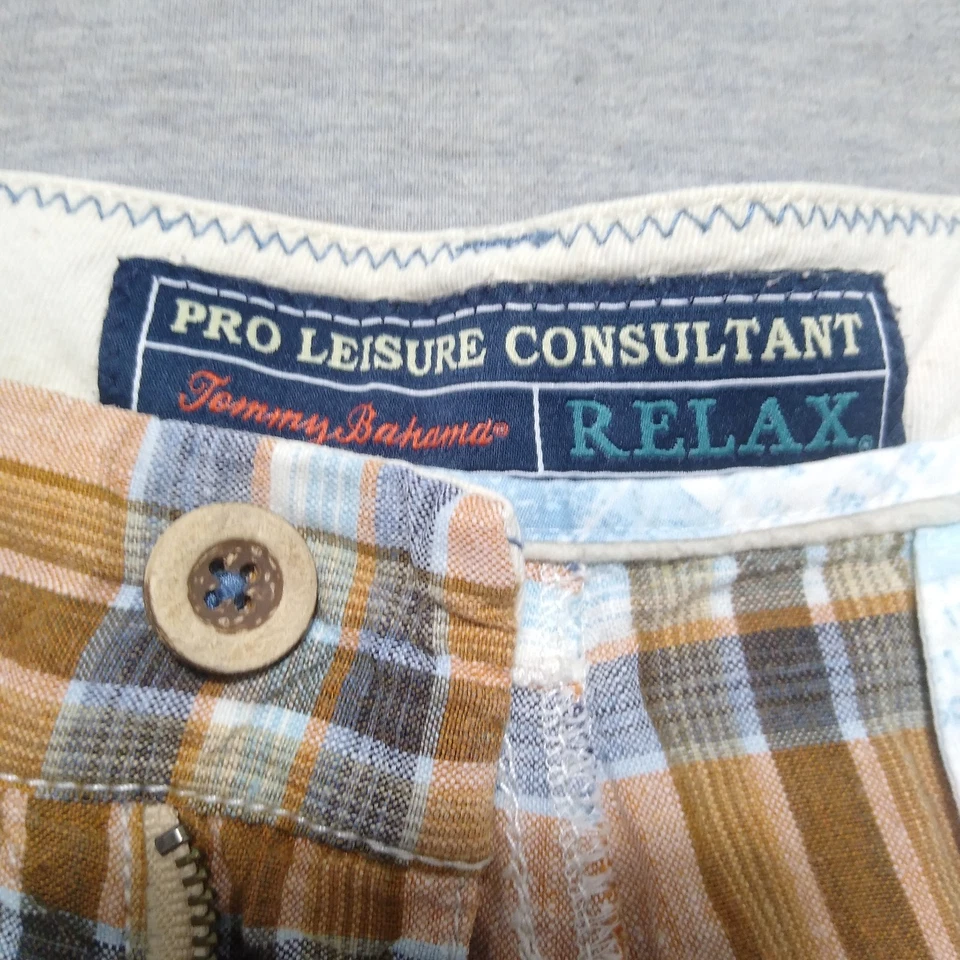 PRO LEISURE CONSULTANT
Tommy Bahama® RELAX®